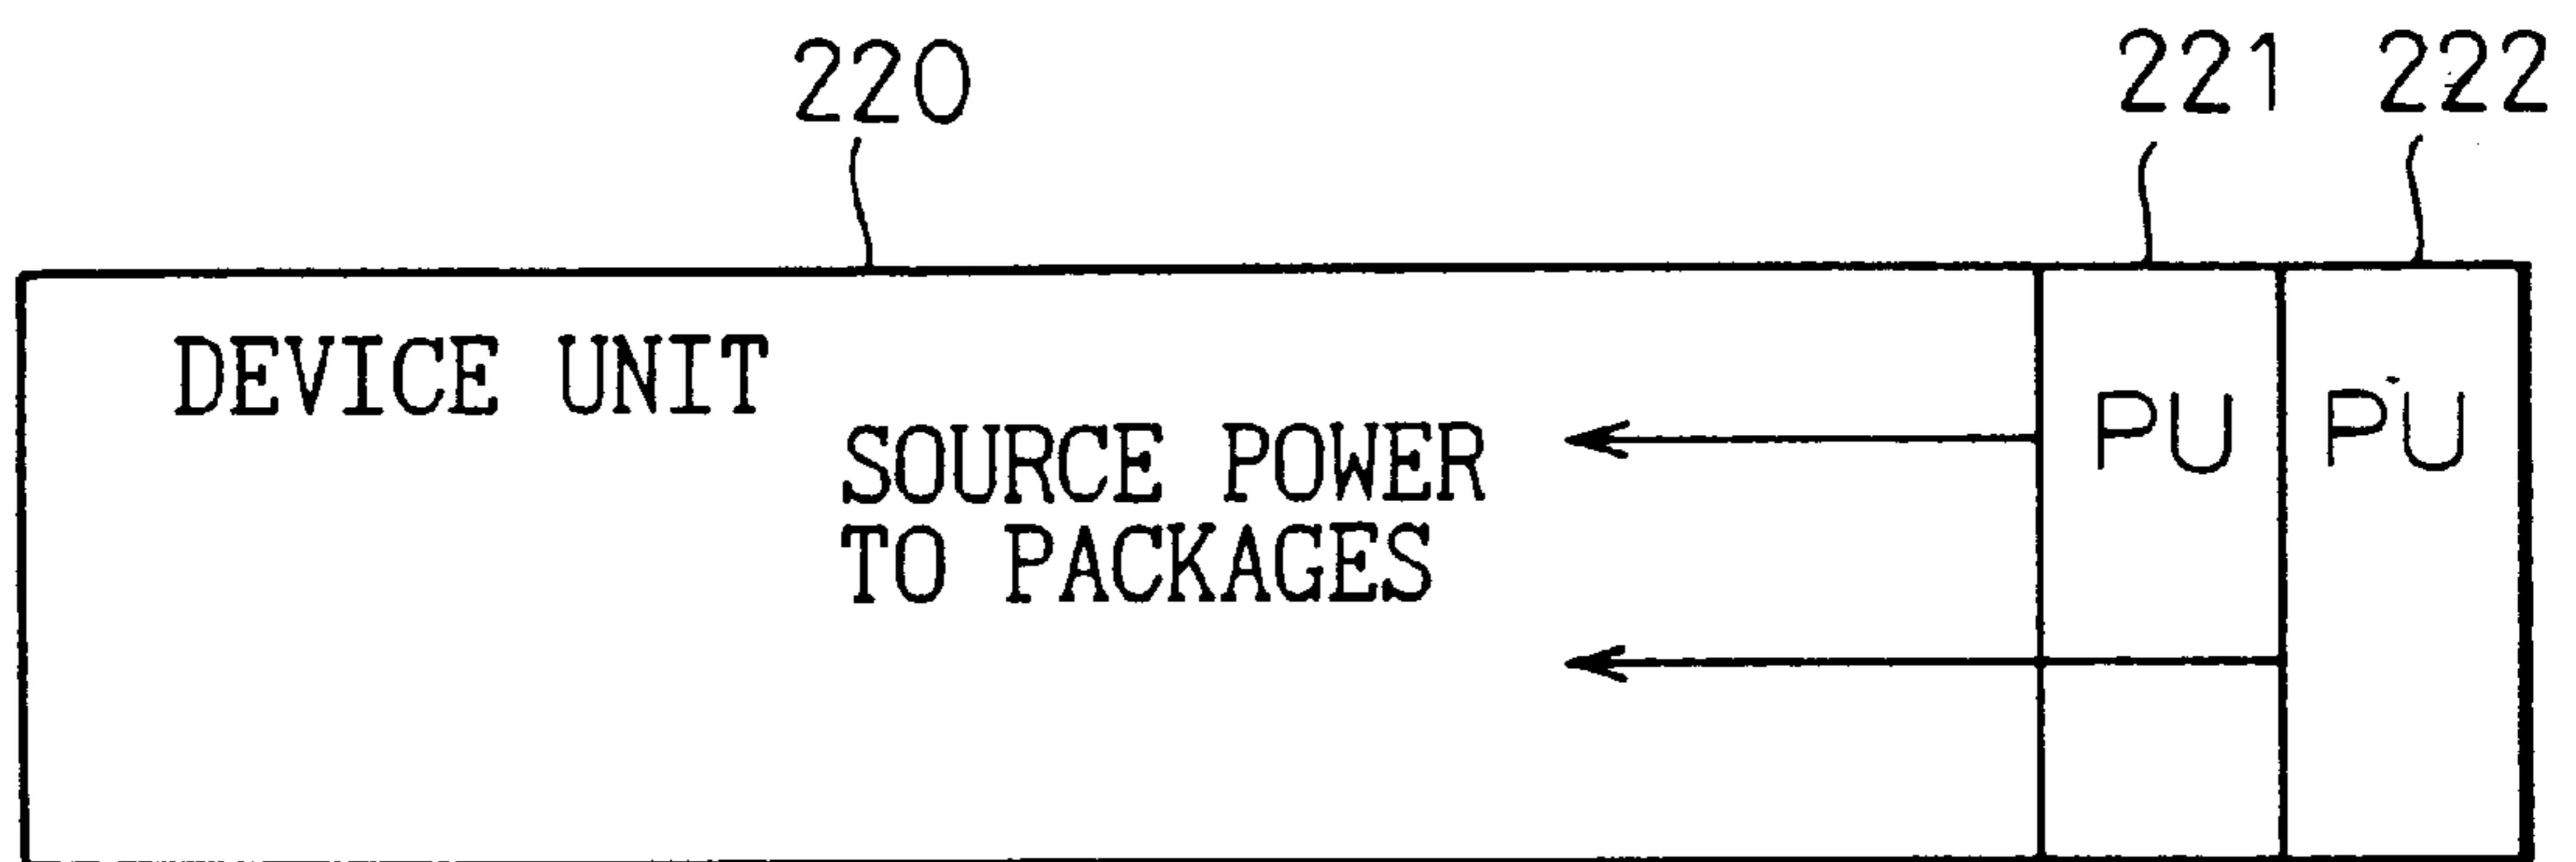 220
221
222
DEVICE UNIT
SOURCE POWER
TO PACKAGES
PU
PU